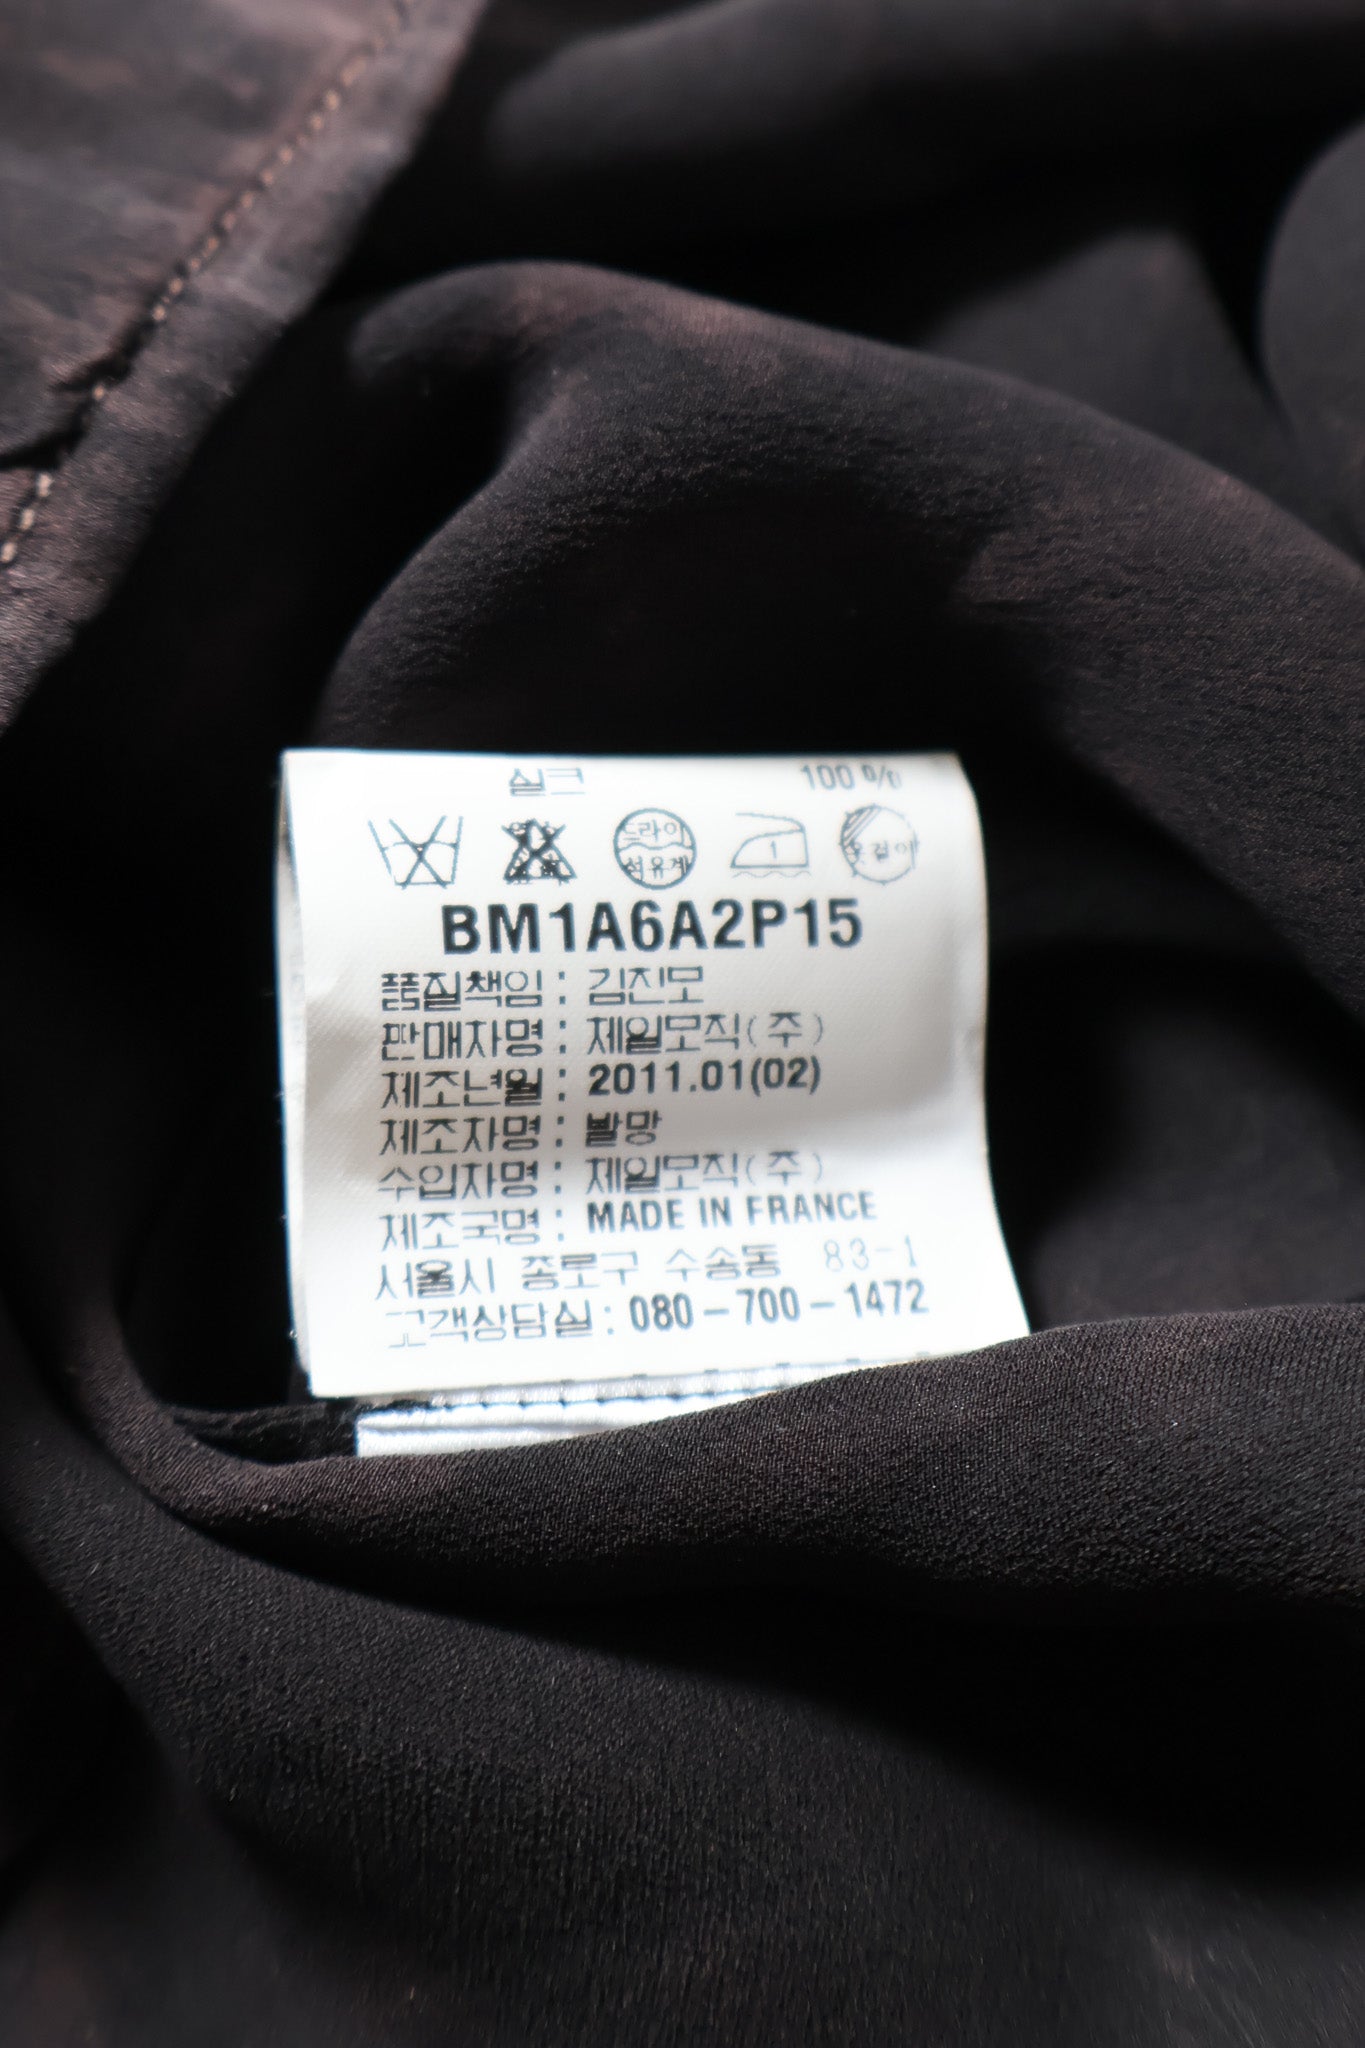 실크 100%
드라이
석유계
1
옷걸이
BM1A6A2P15
품질책임 : 김진모
판매자명 : 제일모직(주)
제조년월 : 2011.01(02)
제조자명 : 발망
수입자명 : 제일모직(주)
제조국명 : MADE IN FRANCE
서울시 종로구 수송동 83-1
고객상담실 : 080-700-1472